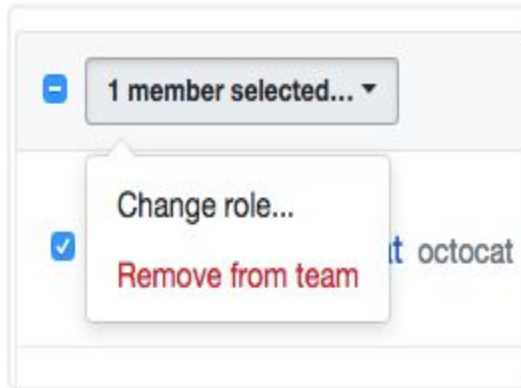 1 member selected...
Change role...
Remove from team
t octocat